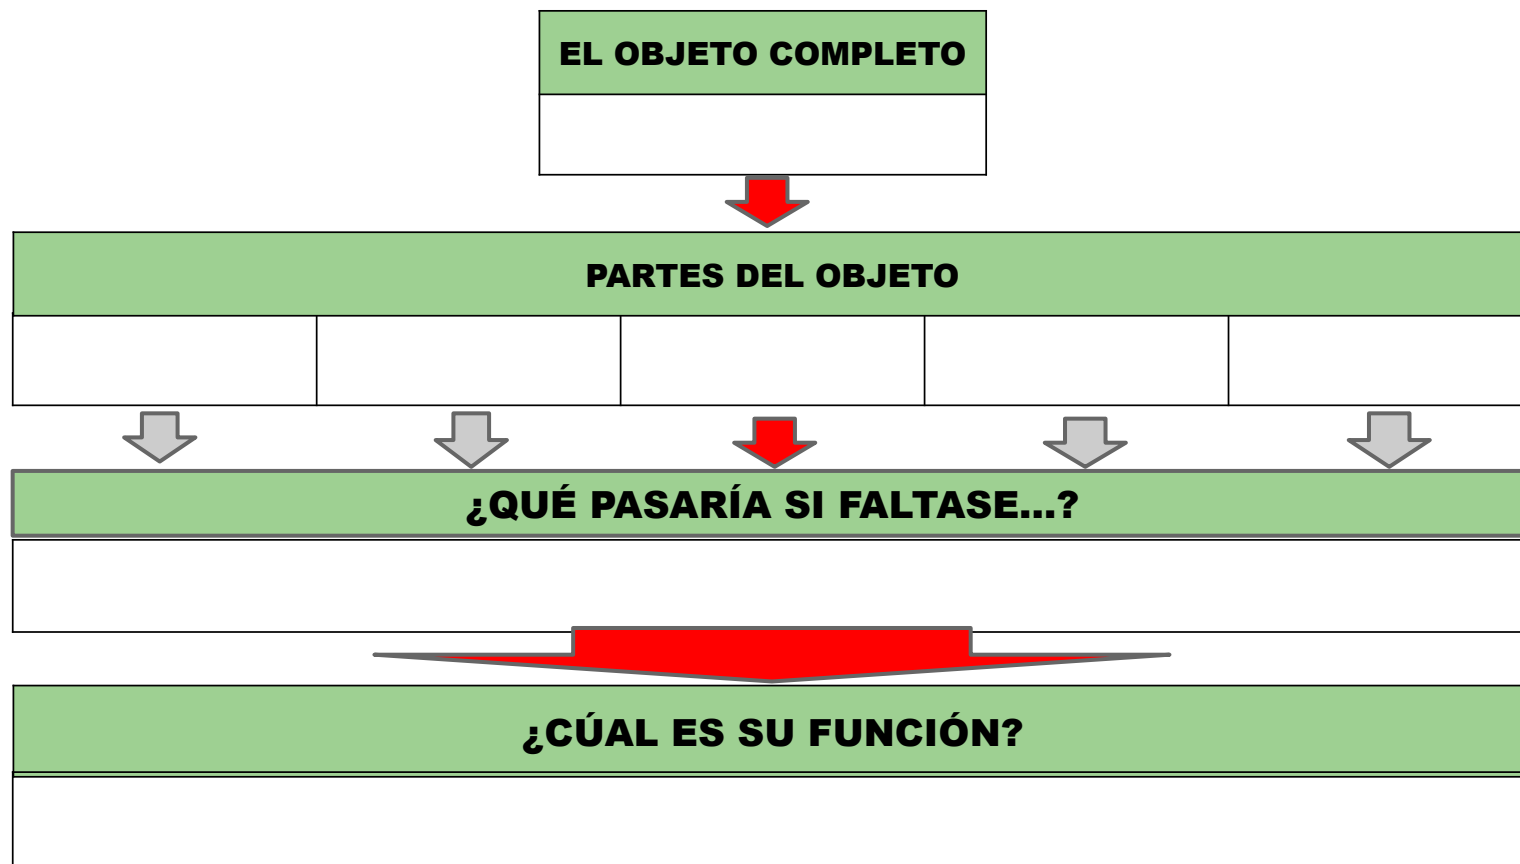 EL OBJETO COMPLETO
PARTES DEL OBJETO
¿QUÉ PASARÍA SI FALTASE...?
¿CÚAL ES SU FUNCIÓN?